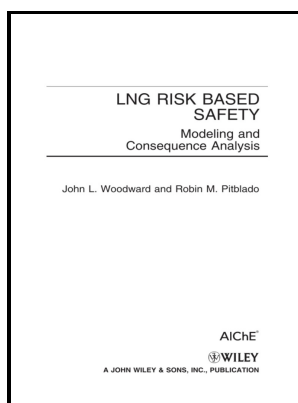 LNG RISK BASED
SAFETY
Modeling and
Consequence Analysis
John L. Woodward and Robin M. Pitblado
AIChE®
WILEY
A JOHN WILEY & SONS, INC., PUBLICATION